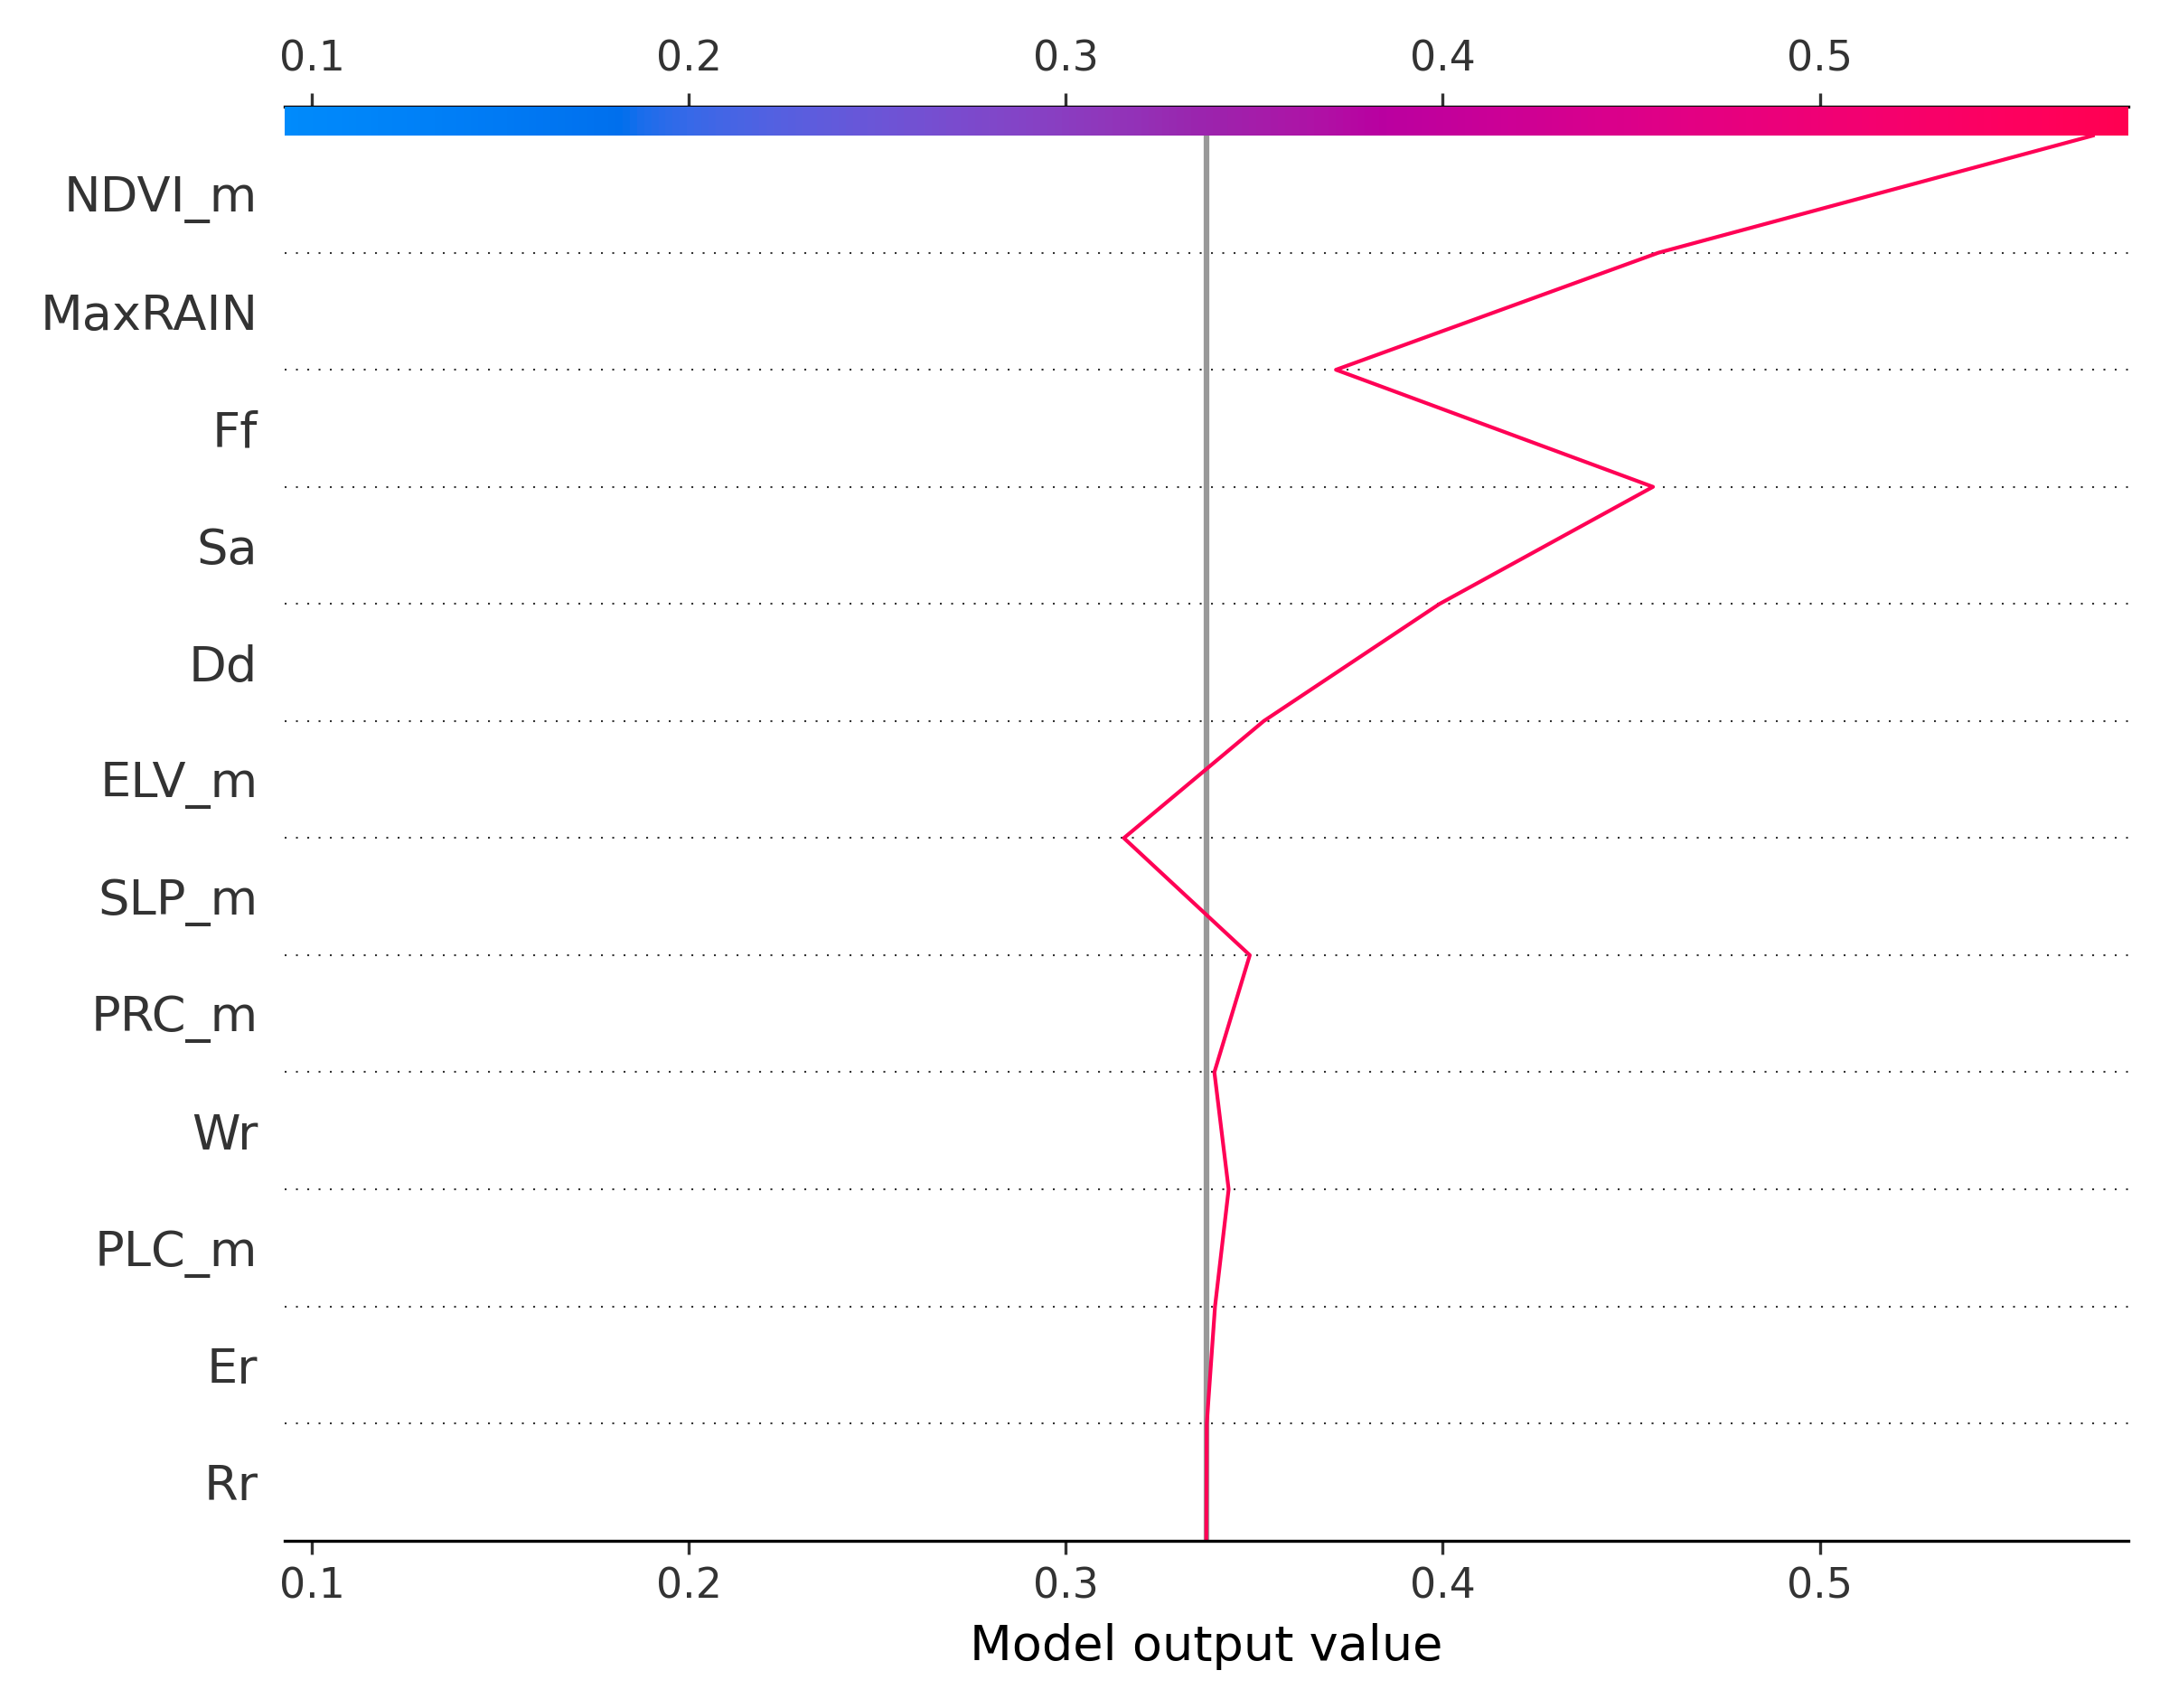 0.1 0.2 0.3 0.4 0.5
NDVI_m
MaxRAIN
Ff
Sa
Dd
ELV_m
SLP_m
PRC_m
Wr
PLC_m
Er
Rr
0.1 0.2 0.3 0.4 0.5
Model output value